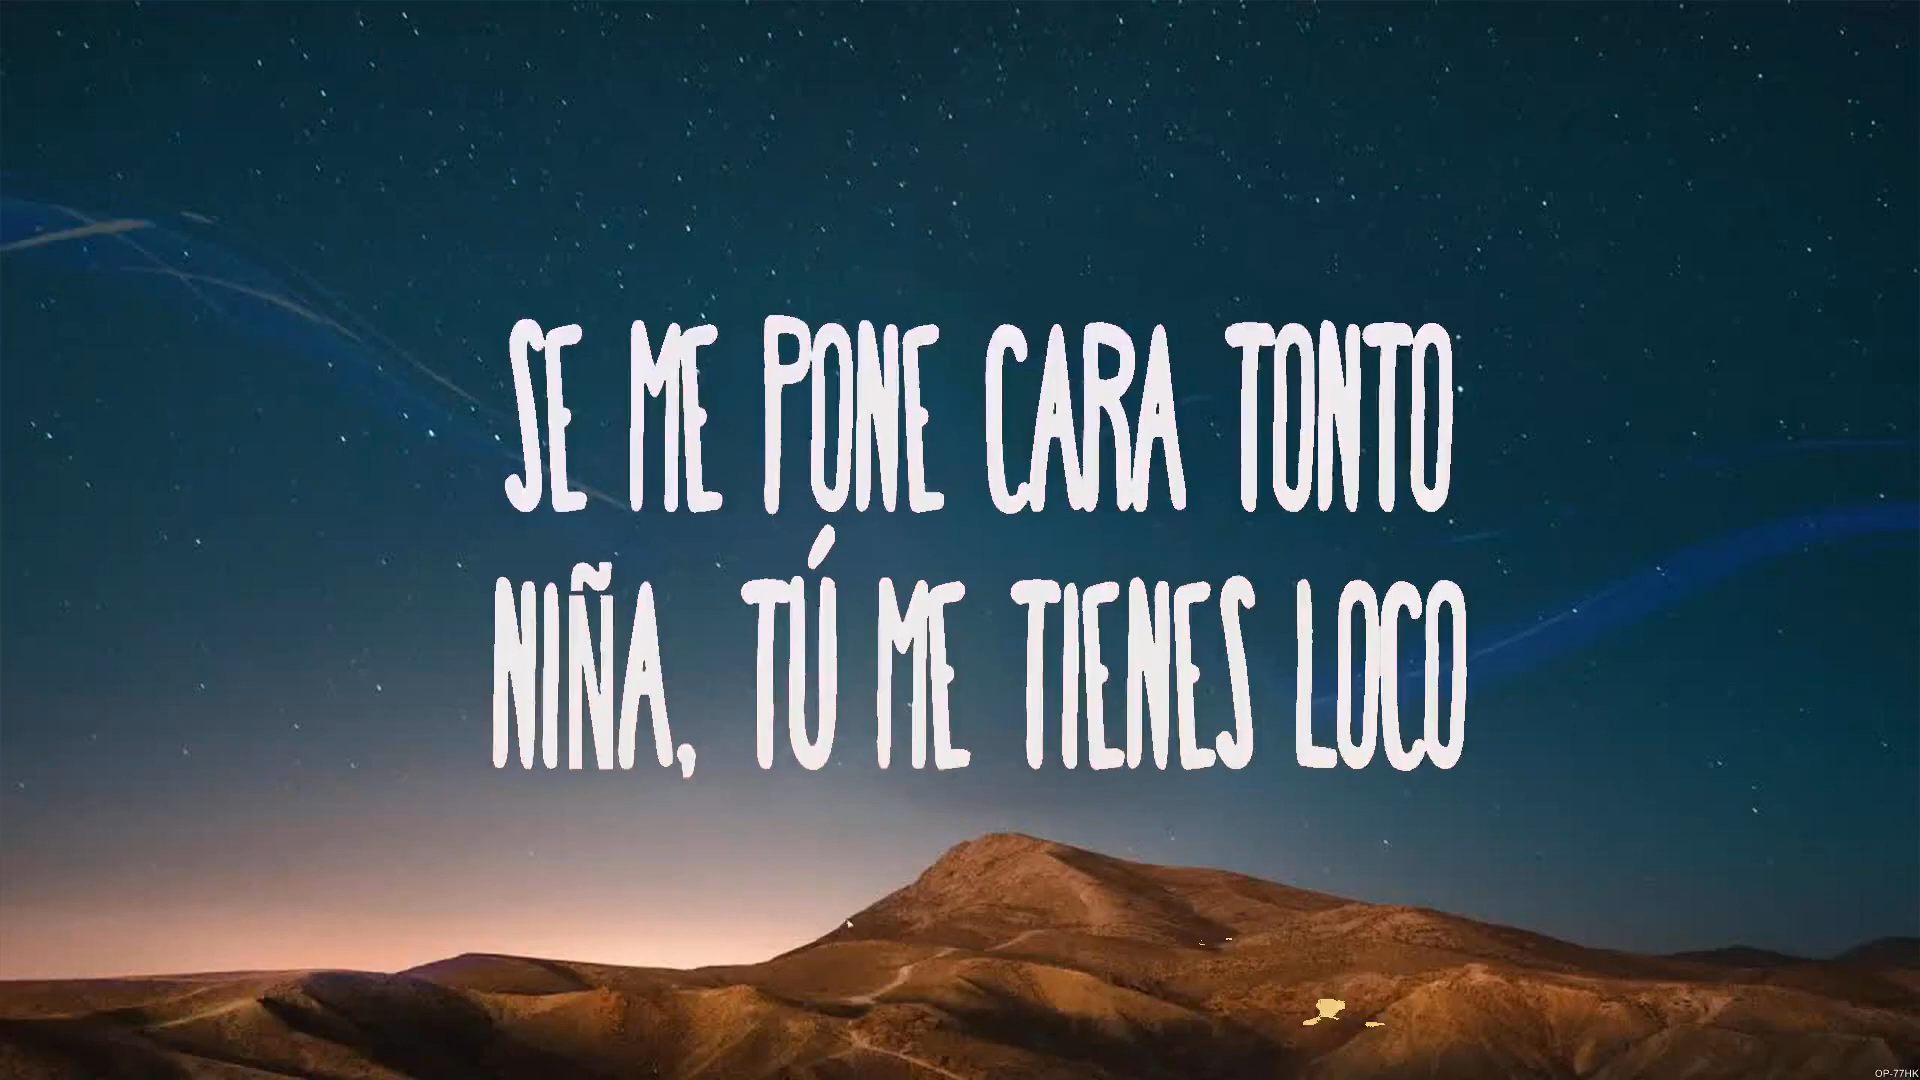 SE ME PONE CARA TONTO
NIÑA, TÚ ME TIENES LOCO
OP-77HK